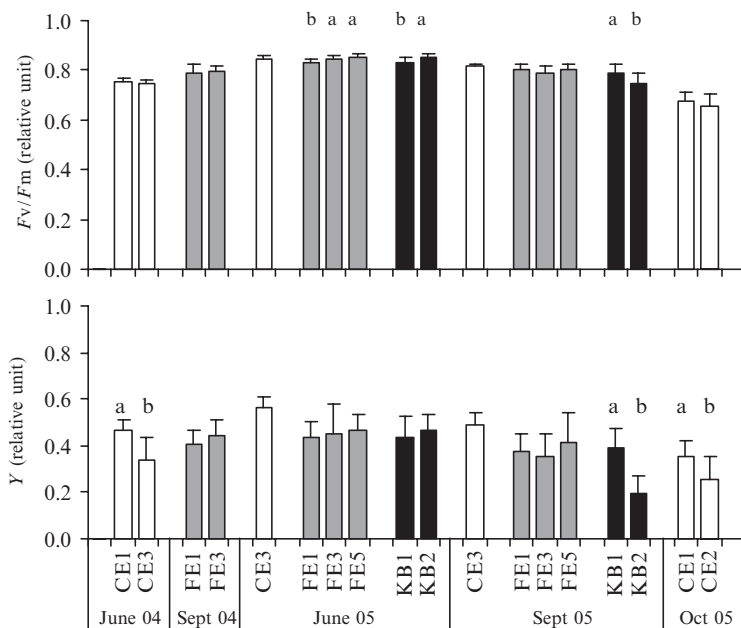 b a a b a a b
1.0
0.8
0.6
0.4
0.2
0.0
Fv/Fm (relative unit)
1.0
0.8
0.6
0.4
0.2
0.0
Y (relative unit)
a b a b a b
CE1 CE3 FE1 FE3 CE3 FE1 FE3 FE5 KB1 KB2 CE3 FE1 FE3 FE5 KB1 KB2 CE1 CE2
June 04 Sept 04 June 05 Sept 05 Oct 05